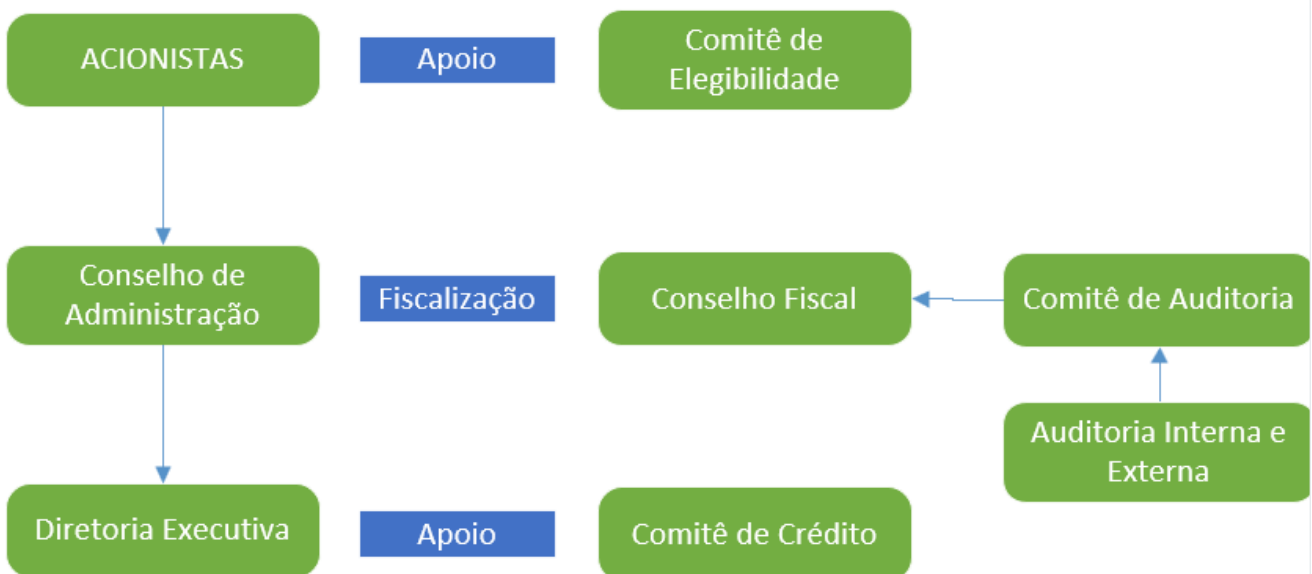 ACIONISTAS
Apoio
Comitê de
Elegibilidade
Conselho de
Administração
Fiscalização
Conselho Fiscal
Comitê de Auditoria
Auditoria Interna e
Externa
Diretoria Executiva
Apoio
Comitê de Crédito